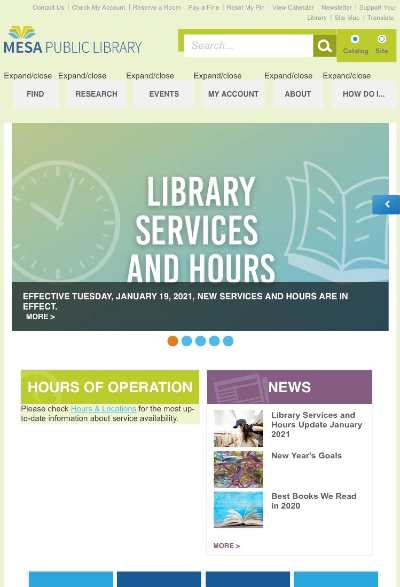 Contact Us | Check My Account | Reserve a Room | Pay a Fine | Reset My Pin View Calendar | Newsletter | Support Your
Library | Site Map | Translate
MESA PUBLIC LIBRARY
Search...
Catalog Site
Expand/close Expand/close Expand/close Expand/close Expand/close Expand/close
FIND RESEARCH EVENTS MY ACCOUNT ABOUT HOW DO I...
LIBRARY
SERVICES
AND HOURS
EFFECTIVE TUESDAY, JANUARY 19, 2021, NEW SERVICES AND HOURS ARE IN
EFFECT.
MORE >
HOURS OF OPERATION
Please check Hours & Locations for the most up-
to-date information about service availability.
NEWS
Library Services and
Hours Update January
2021
New Year's Goals
Best Books We Read
in 2020
MORE >